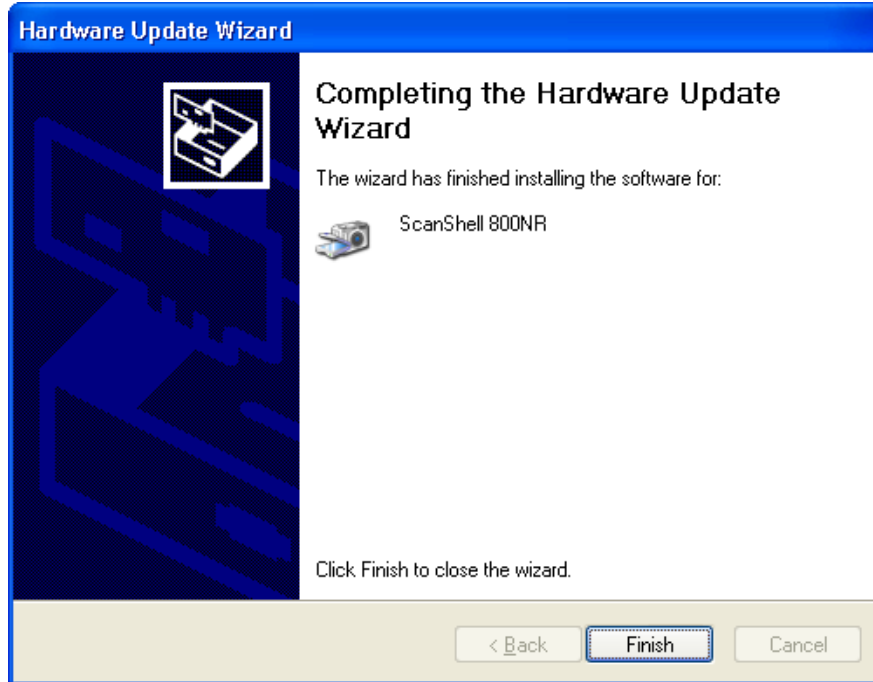 Hardware Update Wizard
Completing the Hardware Update
Wizard
The wizard has finished installing the software for:
ScanShell 800NR
Click Finish to close the wizard.
< Back Finish Cancel